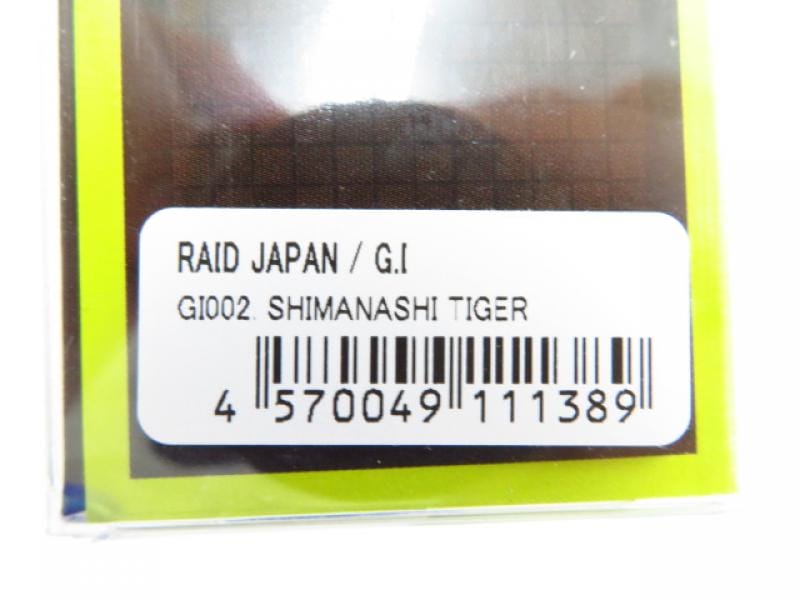 RAID JAPAN / G.I
GI002. SHIMANASHI TIGER
4 570049 111389